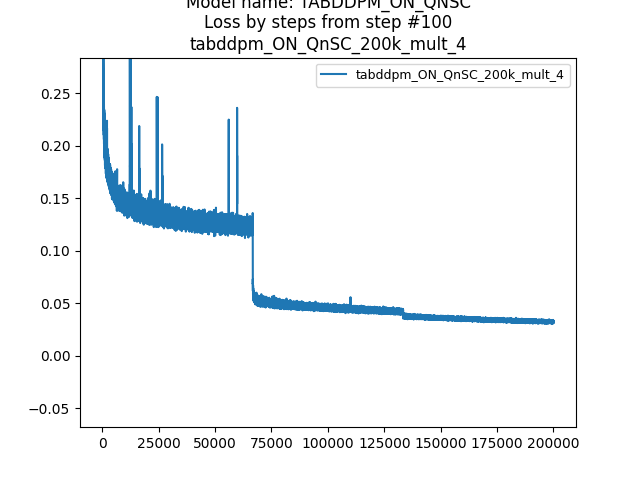 Model name: TABDDPM_ON_QNSC
Loss by steps from step #100
tabddpm_ON_QnSC_200k_mult_4
tabddpm_ON_QnSC_200k_mult_4
0.25
0.20
0.15
0.10
0.05
0.00
−0.05
0 25000 50000 75000 100000 125000 150000 175000 200000